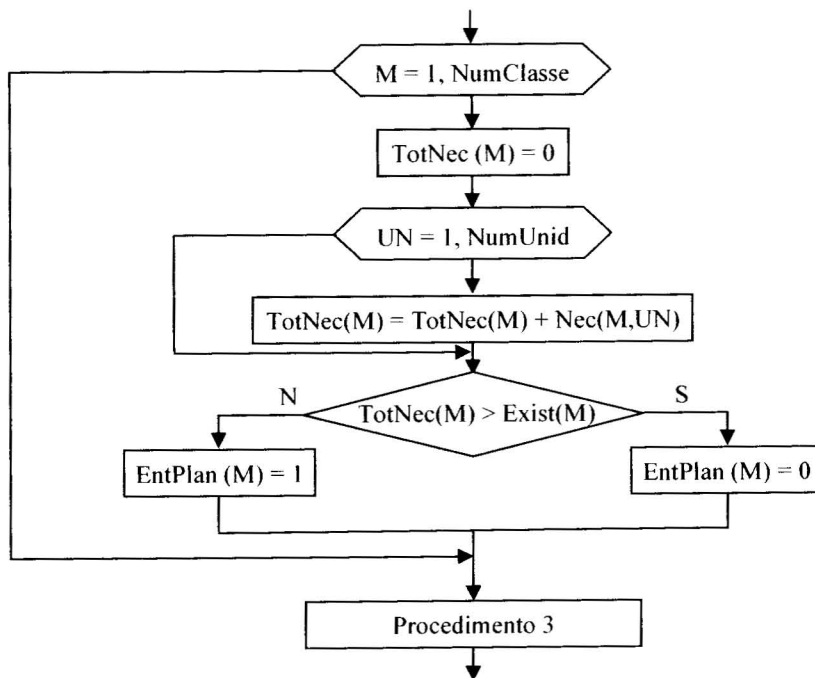 M = 1, NumClasse
TotNec (M) = 0
UN = 1, NumUnid
TotNec(M) = TotNec(M) + Nec(M,UN)
N
TotNec(M) > Exist(M)
S
EntPlan (M) = 1
EntPlan (M) = 0
Procedimento 3